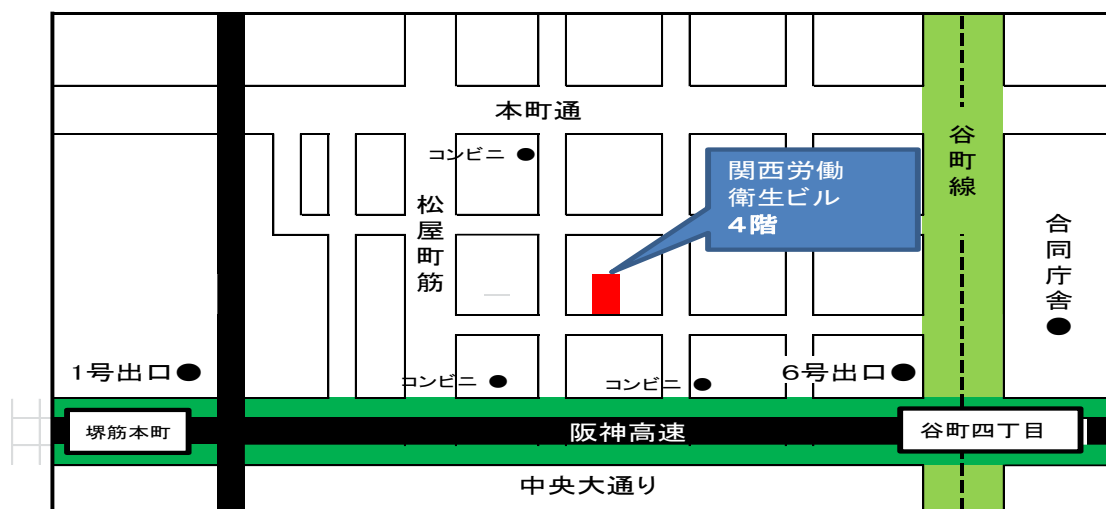 本町通
コンビニ
谷町線
関西労働
衛生ビル
4階
松屋町筋
合同庁舎
1号出口
コンビニ
コンビニ
6号出口
堺筋本町
阪神高速
谷町四丁目
中央大通り